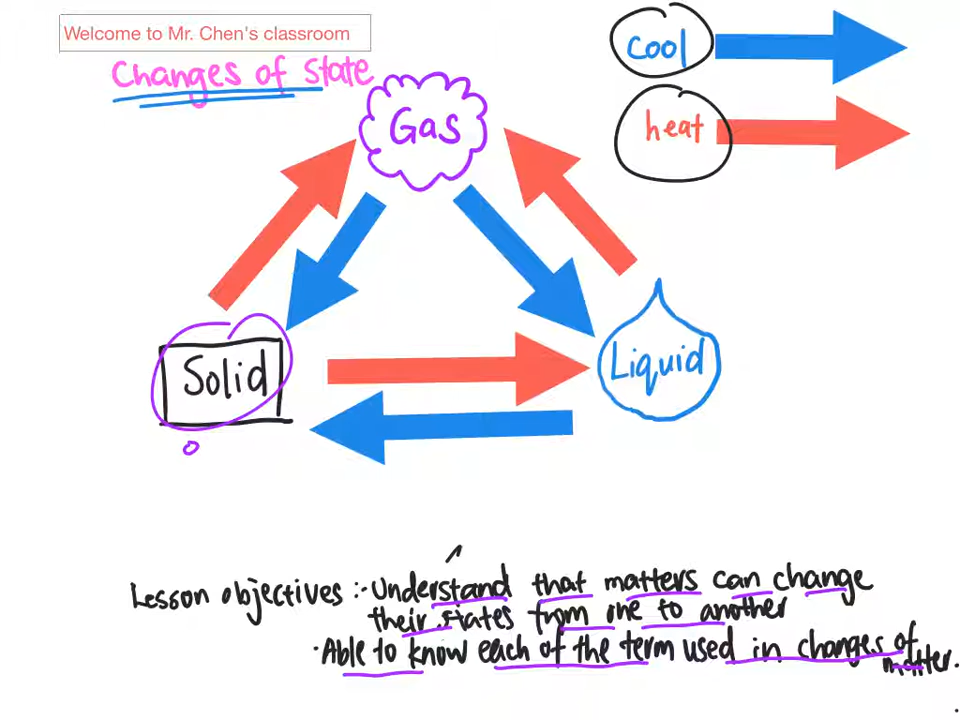 Welcome to Mr. Chen's classroom
Changes of state
cool
heat
Gas
Solid
Liquid
Lesson objectives :· Understand that matters can change
their states from one to another
· Able to know each of the term used in changes of
matter.